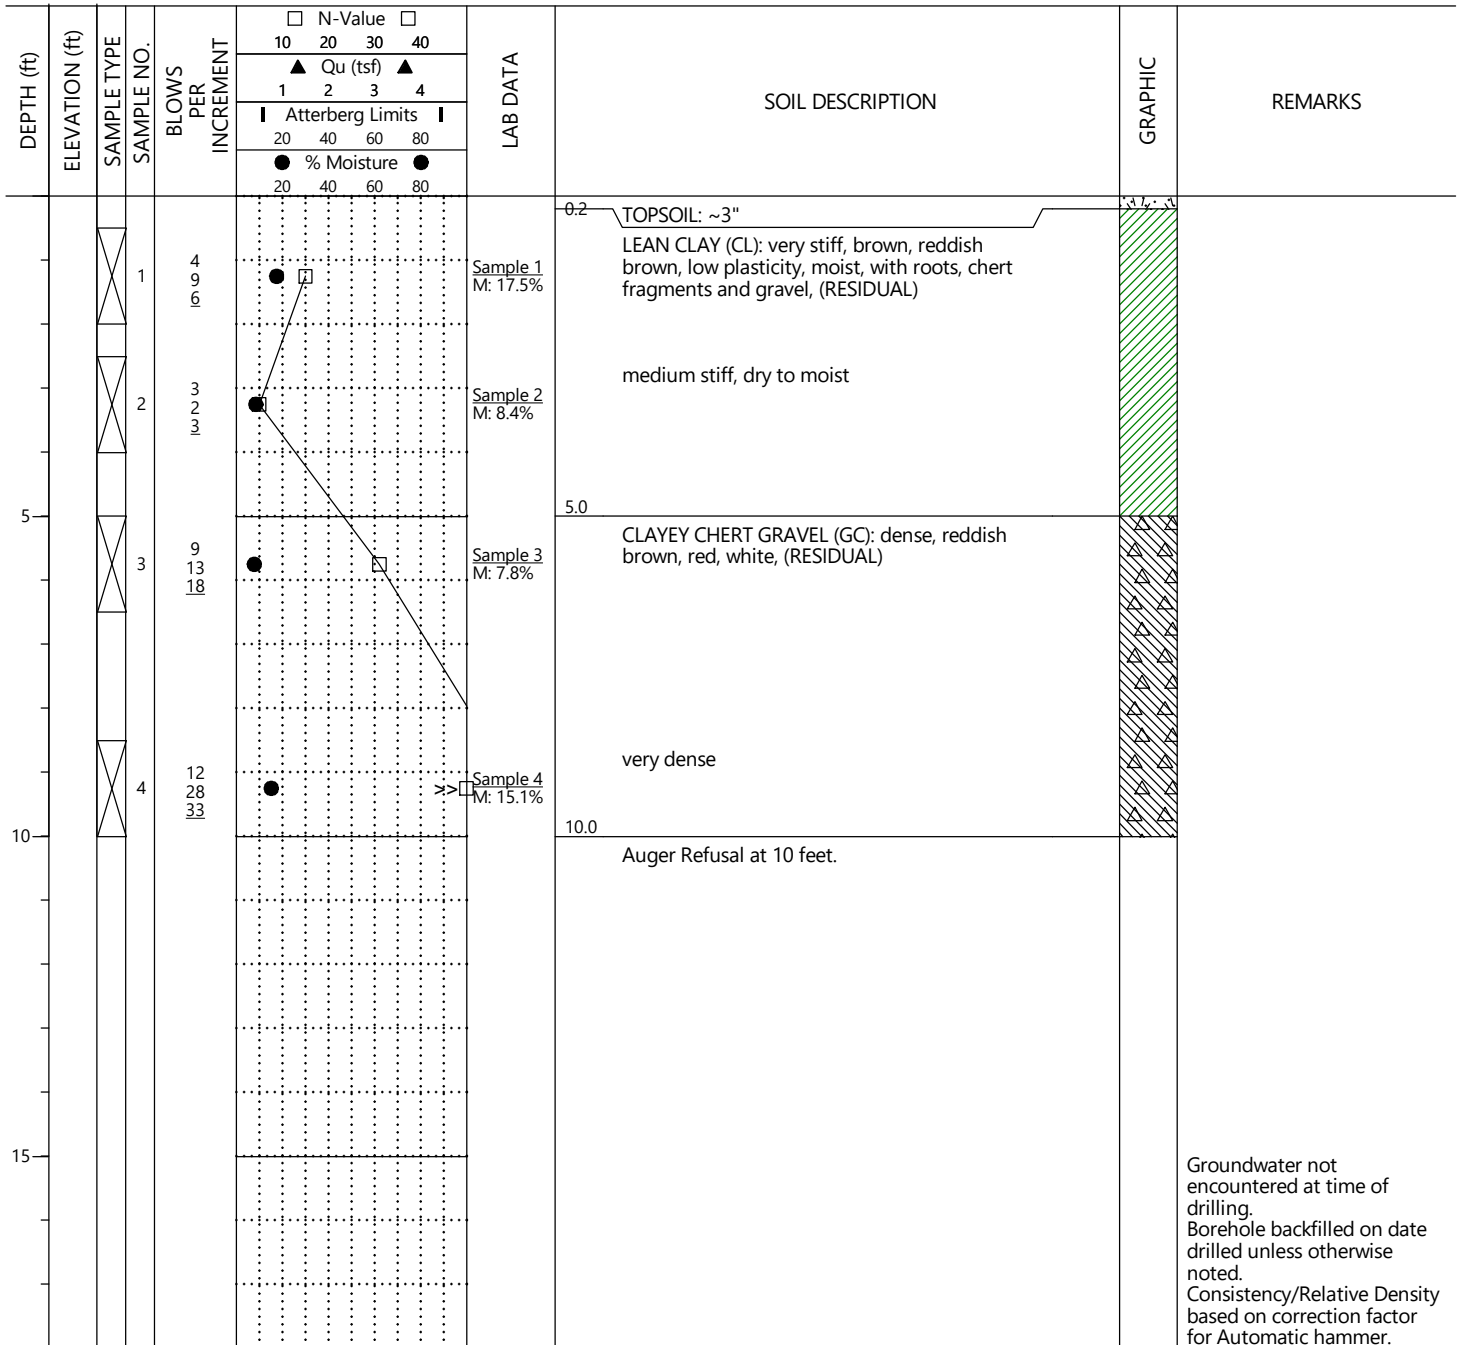 DEPTH (ft)
ELEVATION (ft)
SAMPLE TYPE
SAMPLE NO.
BLOWS
PER
INCREMENT
N-Value
10 20 30 40
Qu (tsf)
1 2 3 4
Atterberg Limits
20 40 60 80
% Moisture
20 40 60 80
LAB DATA
SOIL DESCRIPTION
GRAPHIC
REMARKS
0.2
TOPSOIL: ~3"
LEAN CLAY (CL): very stiff, brown, reddish
brown, low plasticity, moist, with roots, chert
fragments and gravel, (RESIDUAL)
1
4
9
6
Sample 1
M: 17.5%
medium stiff, dry to moist
2
3
2
3
Sample 2
M: 8.4%
5
5.0
CLAYEY CHERT GRAVEL (GC): dense, reddish
brown, red, white, (RESIDUAL)
3
9
13
18
Sample 3
M: 7.8%
very dense
4
12
28
33
>>
Sample 4
M: 15.1%
10
10.0
Auger Refusal at 10 feet.
15
Groundwater not
encountered at time of
drilling.
Borehole backfilled on date
drilled unless otherwise
noted.
Consistency/Relative Density
based on correction factor
for Automatic hammer.